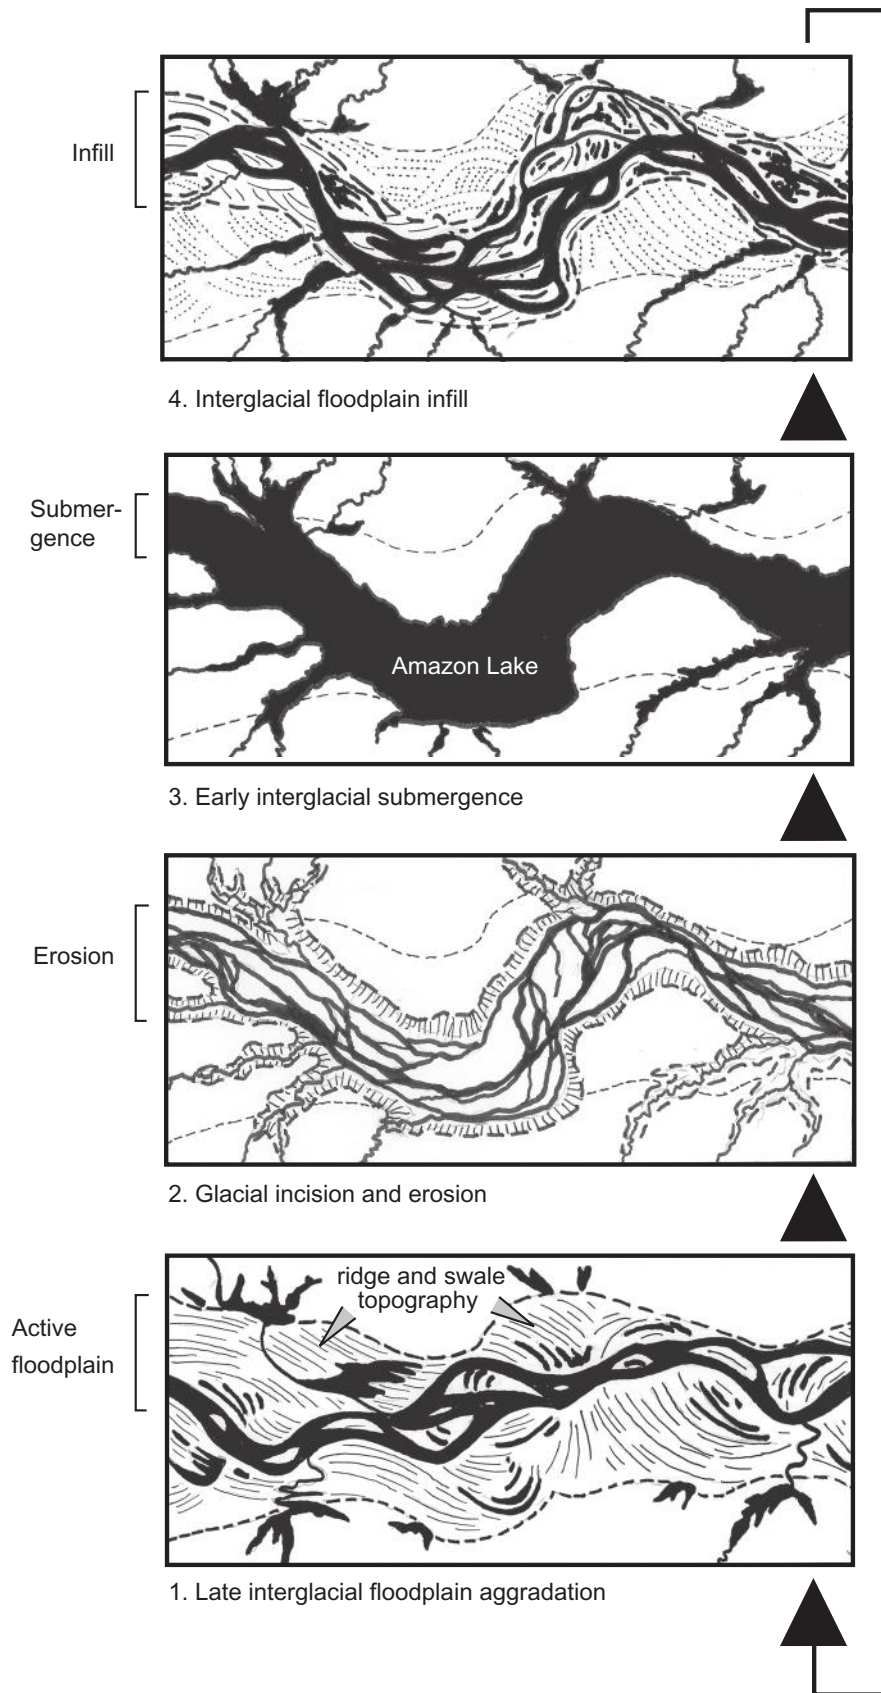 Infill
4. Interglacial floodplain infill
Submer-
gence
Amazon Lake
3. Early interglacial submergence
Erosion
2. Glacial incision and erosion
ridge and swale
topography
Active
floodplain
1. Late interglacial floodplain aggradation